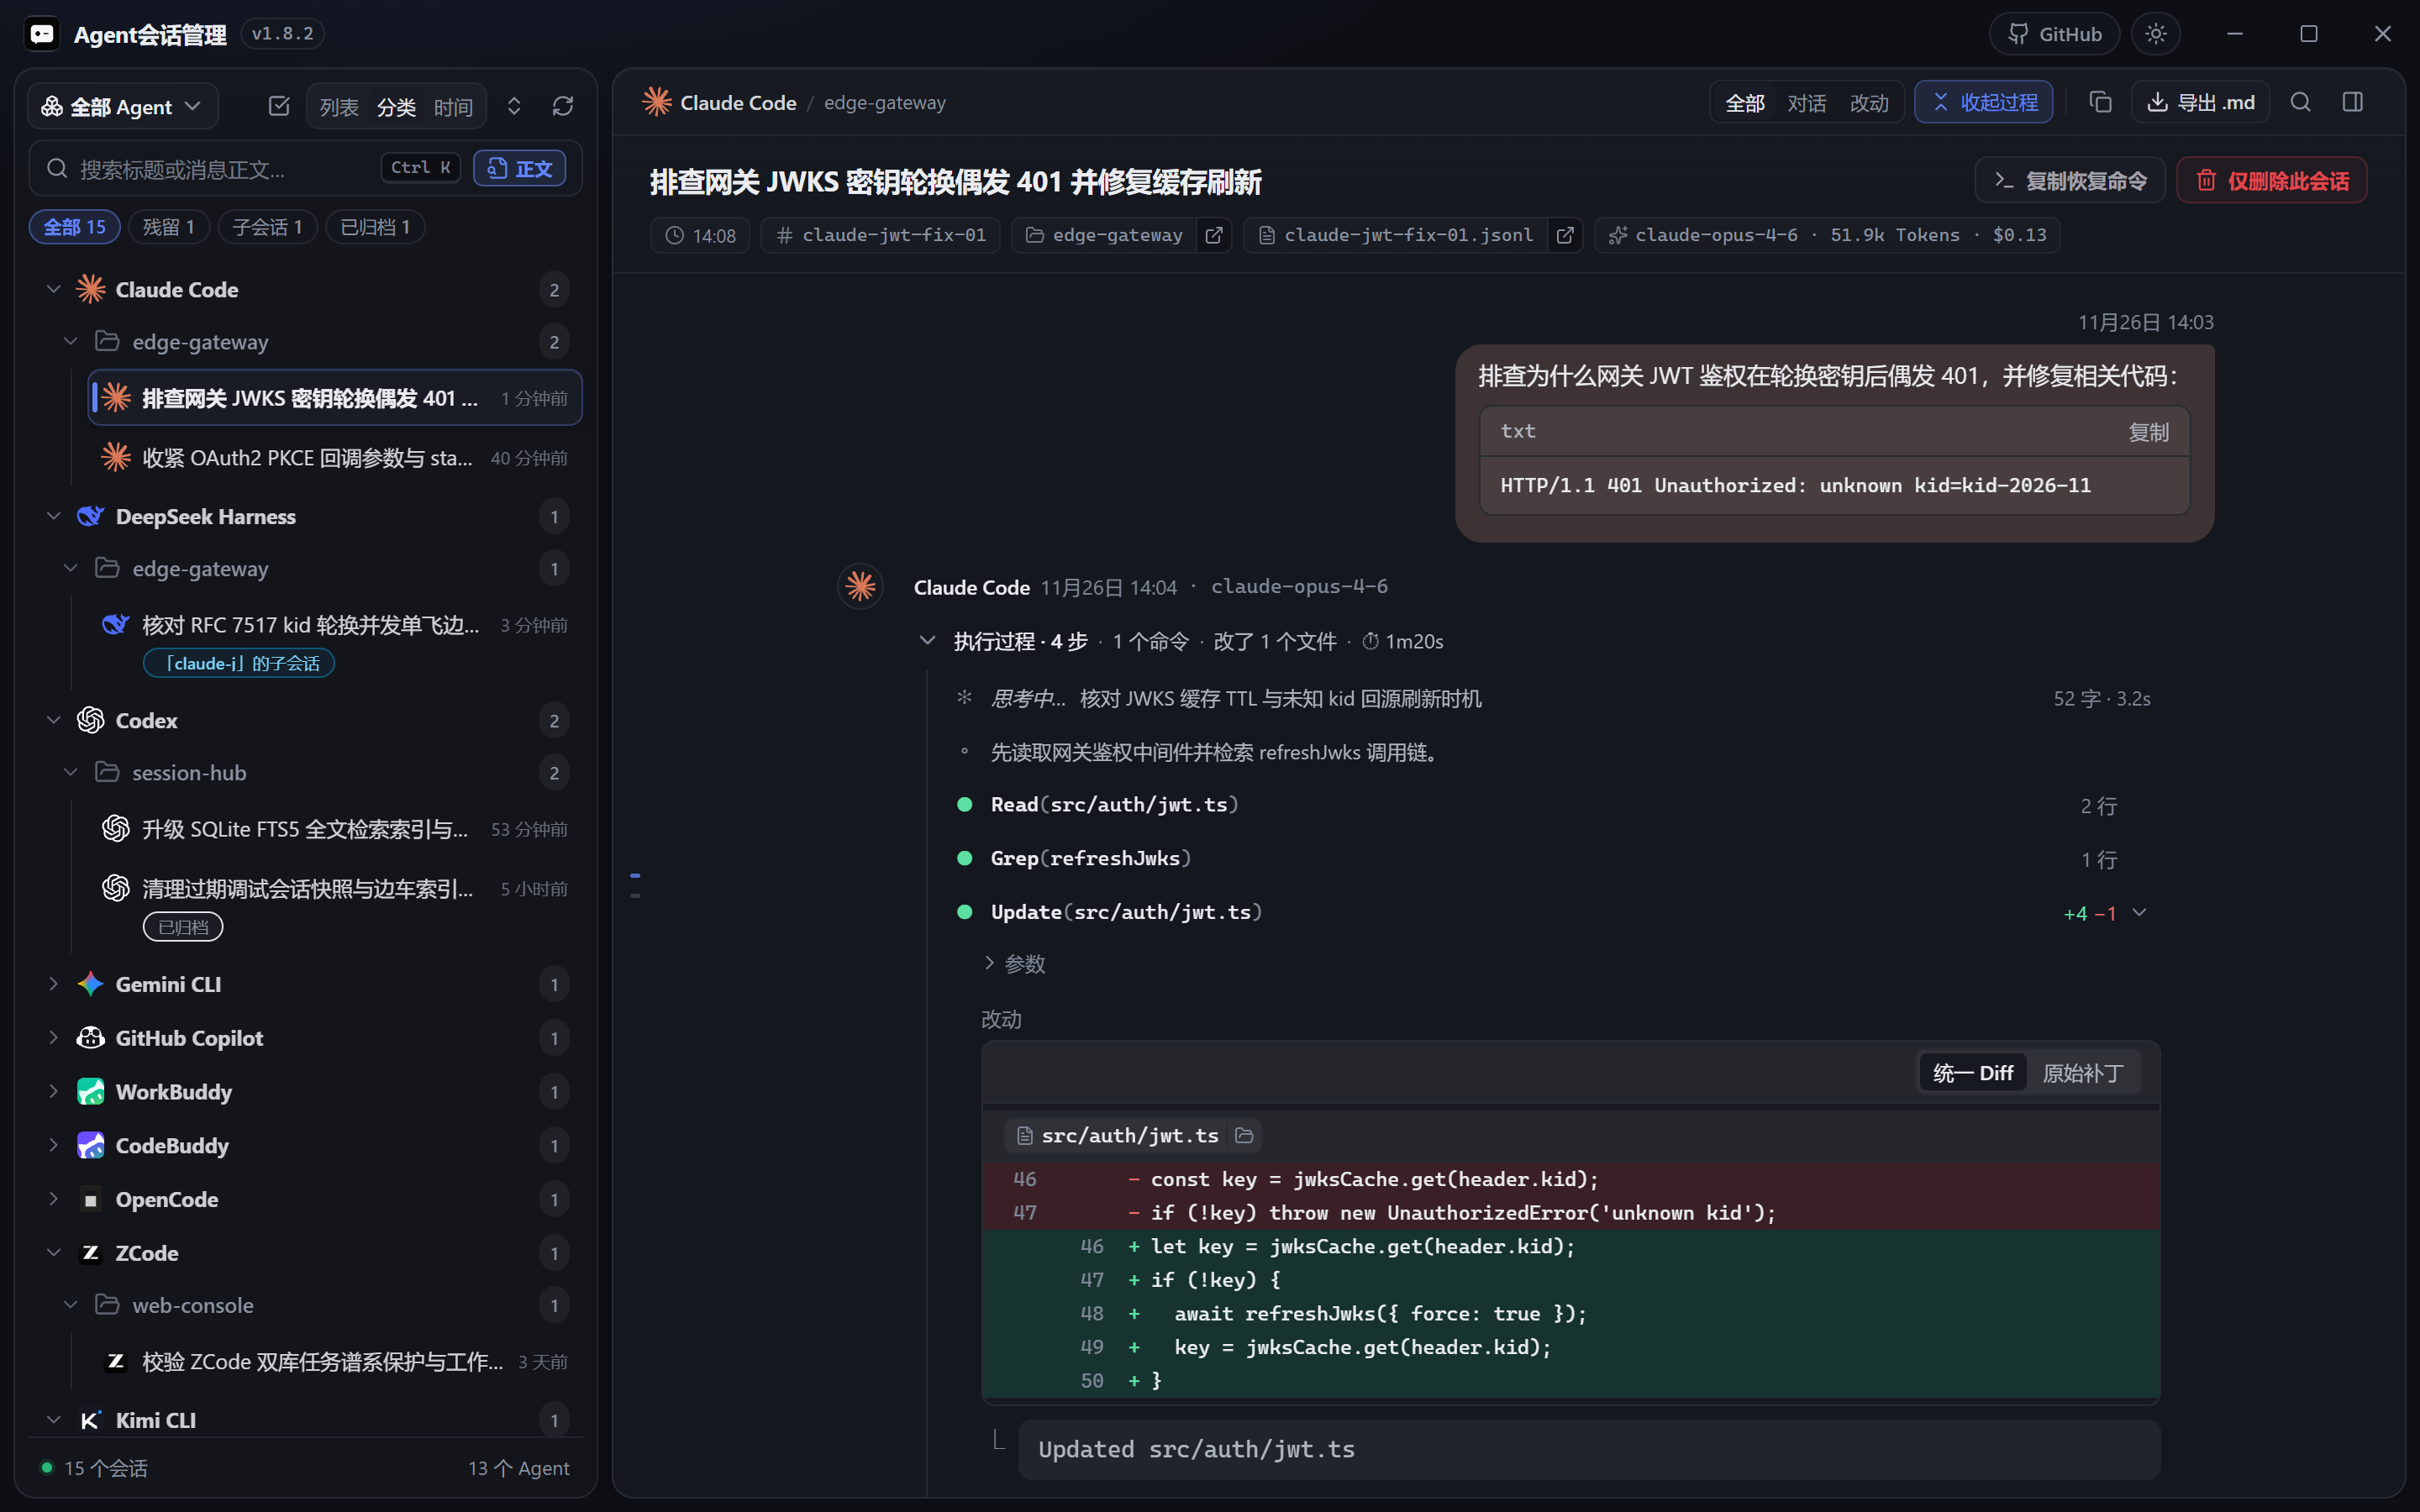 Agent会话管理 v1.8.2
GitHub
全部 Agent
列表 分类 时间
搜索标题或消息正文... Ctrl K 正文
全部 15 残留 1 子会话 1 已归档 1
Claude Code 2
edge-gateway 2
排查网关 JWKS 密钥轮换偶发 401 ... 1 分钟前
收紧 OAuth2 PKCE 回调参数与 sta... 40 分钟前
DeepSeek Harness 1
edge-gateway 1
核对 RFC 7517 kid 轮换并发单飞边... 3 分钟前
「claude-j」的子会话
Codex 2
session-hub 2
升级 SQLite FTS5 全文检索索引与... 53 分钟前
清理过期调试会话快照与边车索引... 5 小时前
已归档
Gemini CLI 1
GitHub Copilot 1
WorkBuddy 1
CodeBuddy 1
OpenCode 1
ZCode 1
web-console 1
校验 ZCode 双库任务谱系保护与工作... 3 天前
Kimi CLI 1
15 个会话 13 个 Agent
Claude Code / edge-gateway
全部 对话 改动 收起过程 导出 .md
排查网关 JWKS 密钥轮换偶发 401 并修复缓存刷新
复制恢复命令 仅删除此会话
14:08 # claude-jwt-fix-01 edge-gateway claude-jwt-fix-01.jsonl claude-opus-4-6 · 51.9k Tokens · $0.13
11月26日 14:03
排查为什么网关 JWT 鉴权在轮换密钥后偶发 401，并修复相关代码：
txt 复制
HTTP/1.1 401 Unauthorized: unknown kid=kid-2026-11
Claude Code 11月26日 14:04 · claude-opus-4-6
执行过程 · 4 步 · 1 个命令 · 改了 1 个文件 · 1m20s
思考中... 核对 JWKS 缓存 TTL 与未知 kid 回源刷新时机 52 字 · 3.2s
先读取网关鉴权中间件并检索 refreshJwks 调用链。
Read(src/auth/jwt.ts) 2 行
Grep(refreshJwks) 1 行
Update(src/auth/jwt.ts) +4 −1
参数
改动
统一 Diff 原始补丁
src/auth/jwt.ts
46 - const key = jwksCache.get(header.kid);
47 - if (!key) throw new UnauthorizedError('unknown kid');
46 + let key = jwksCache.get(header.kid);
47 + if (!key) {
48 + await refreshJwks({ force: true });
49 + key = jwksCache.get(header.kid);
50 + }
Updated src/auth/jwt.ts